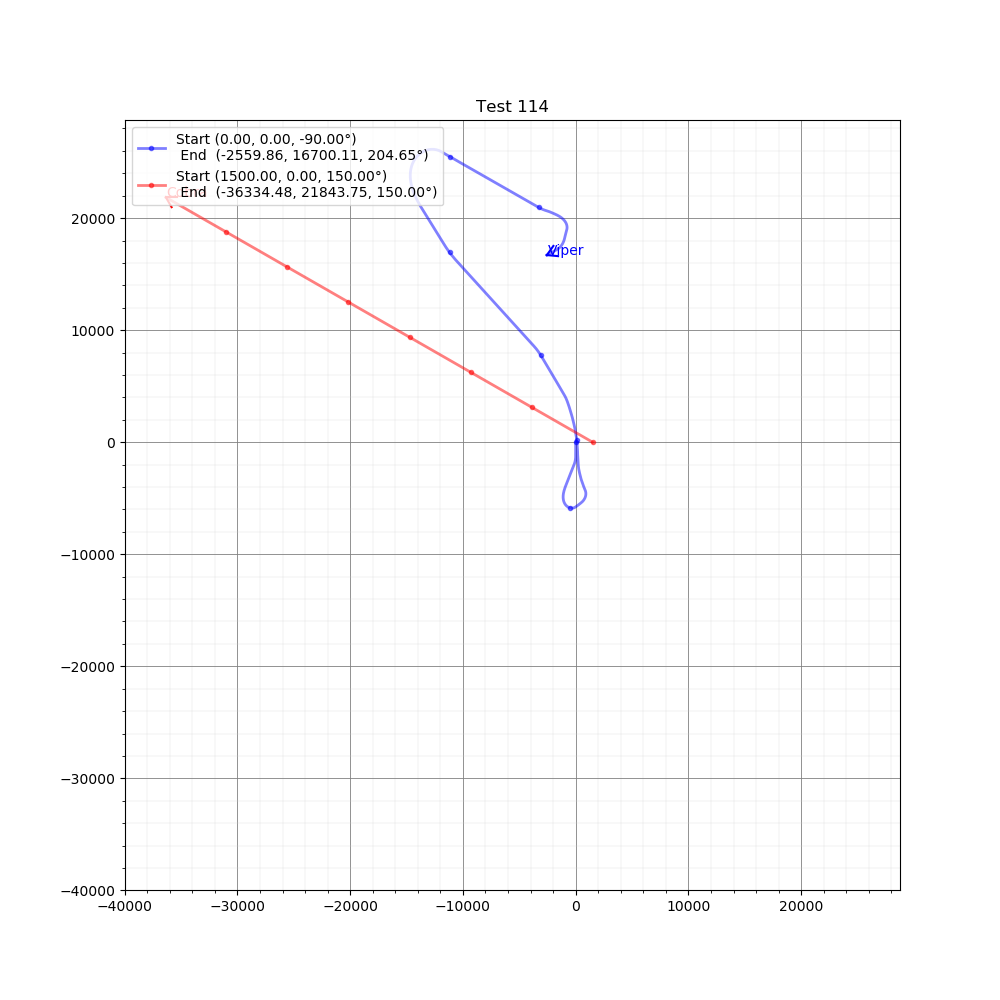 Test 114
Start (0.00, 0.00, -90.00°)
End (-2559.86, 16700.11, 204.65°)
Start (1500.00, 0.00, 150.00°)
End (-36334.48, 21843.75, 150.00°)
Viper
20000
10000
0
−10000
−20000
−30000
−40000
−40000 −30000 −20000 −10000 0 10000 20000